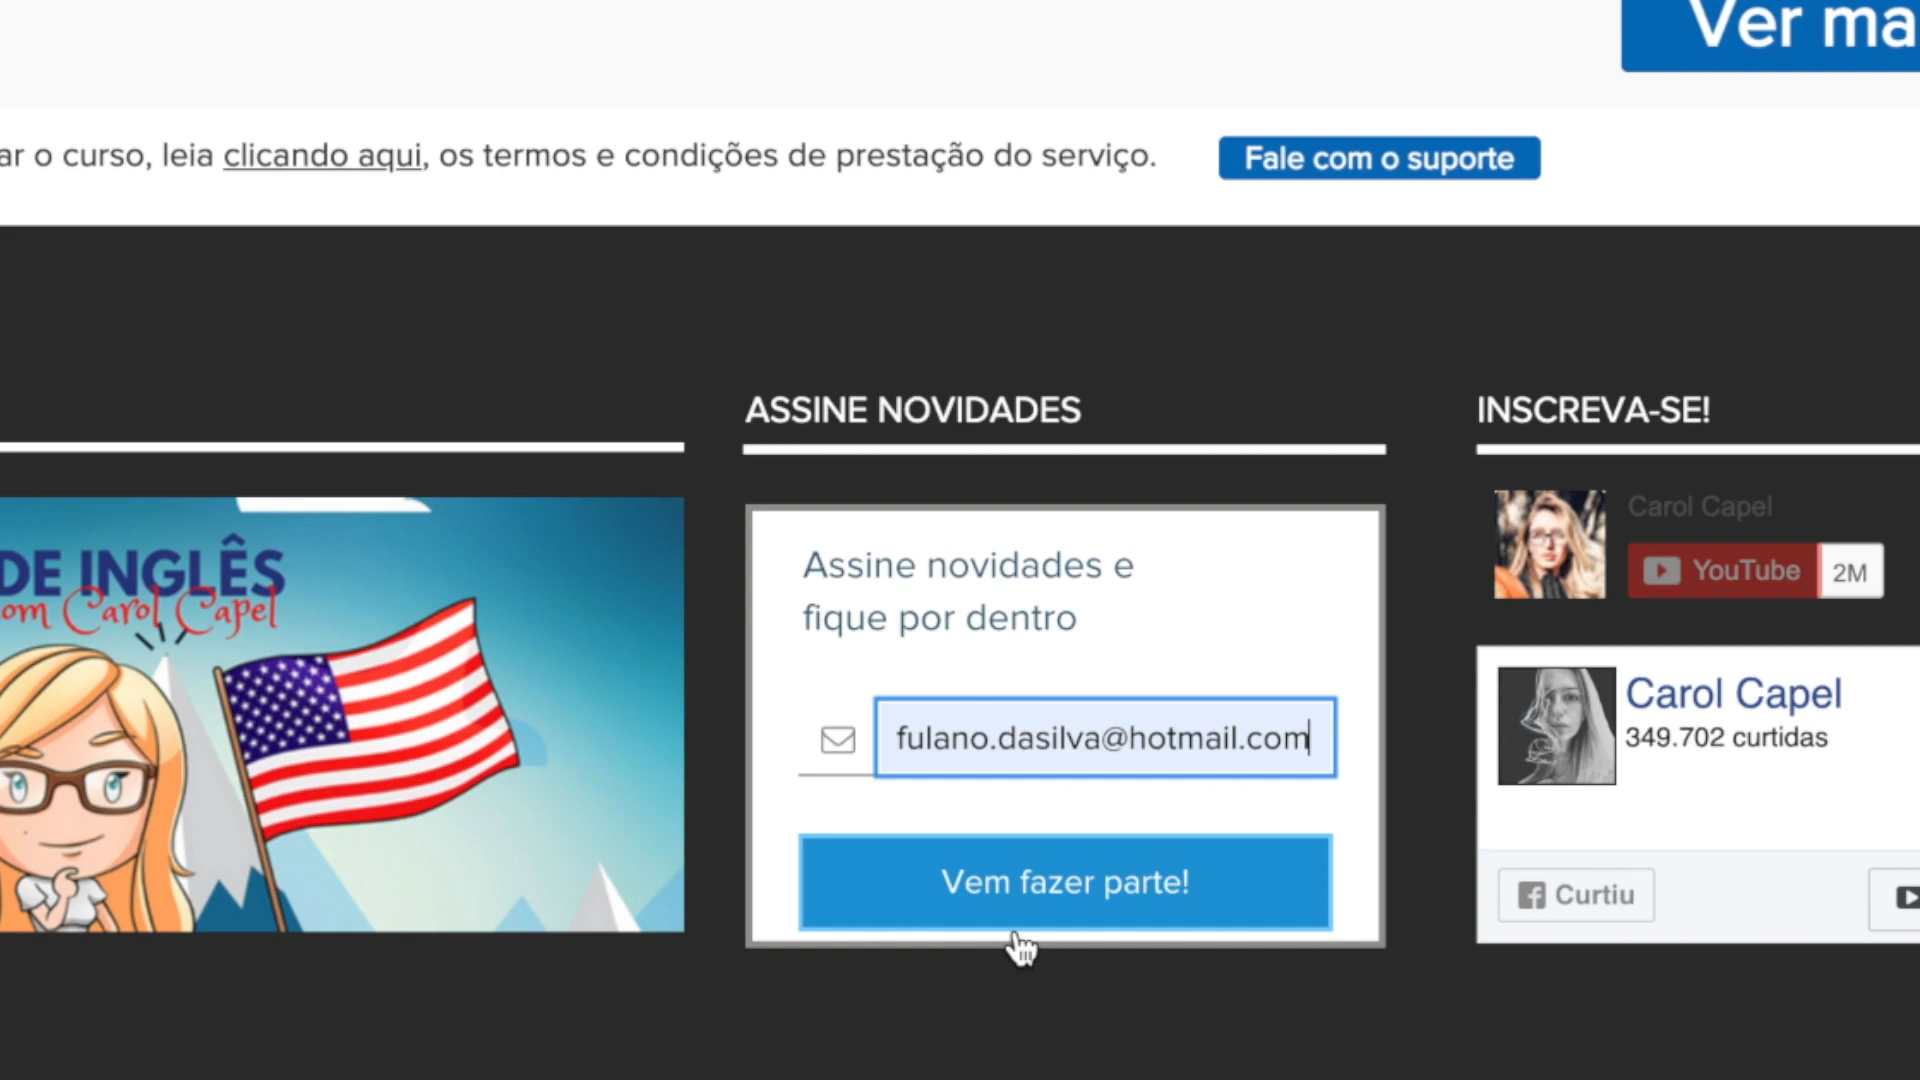 Ver ma
ar o curso, leia clicando aqui, os termos e condições de prestação do serviço.
Fale com o suporte
ASSINE NOVIDADES
INSCREVA-SE!
DE INGLÊS
om Carol Capel
Assine novidades e
fique por dentro
fulano.dasilva@hotmail.com
Vem fazer parte!
Carol Capel
YouTube 2M
Carol Capel
349.702 curtidas
Curtiu